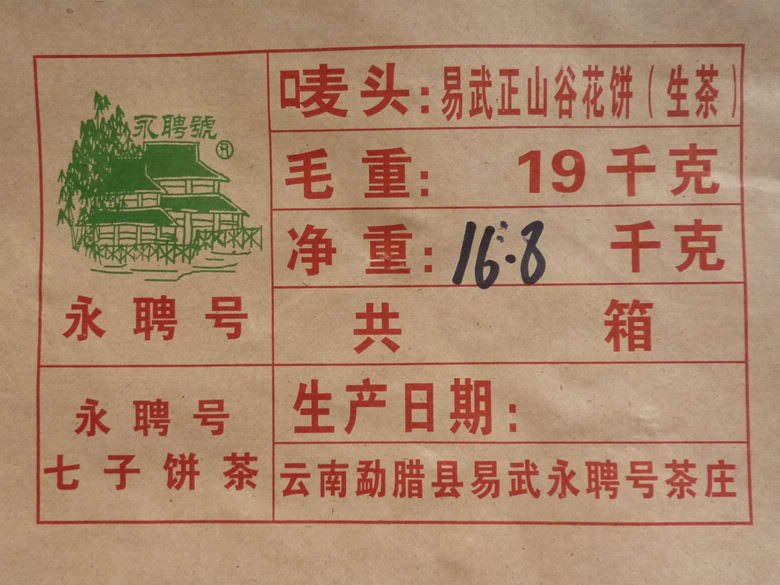 永聘號
永聘号
永聘号
七子饼茶
唛头:易武正山谷花饼(生茶)
毛重: 19千克
净重:16.8 千克
共 箱
生产日期:
云南勐腊县易武永聘号茶庄